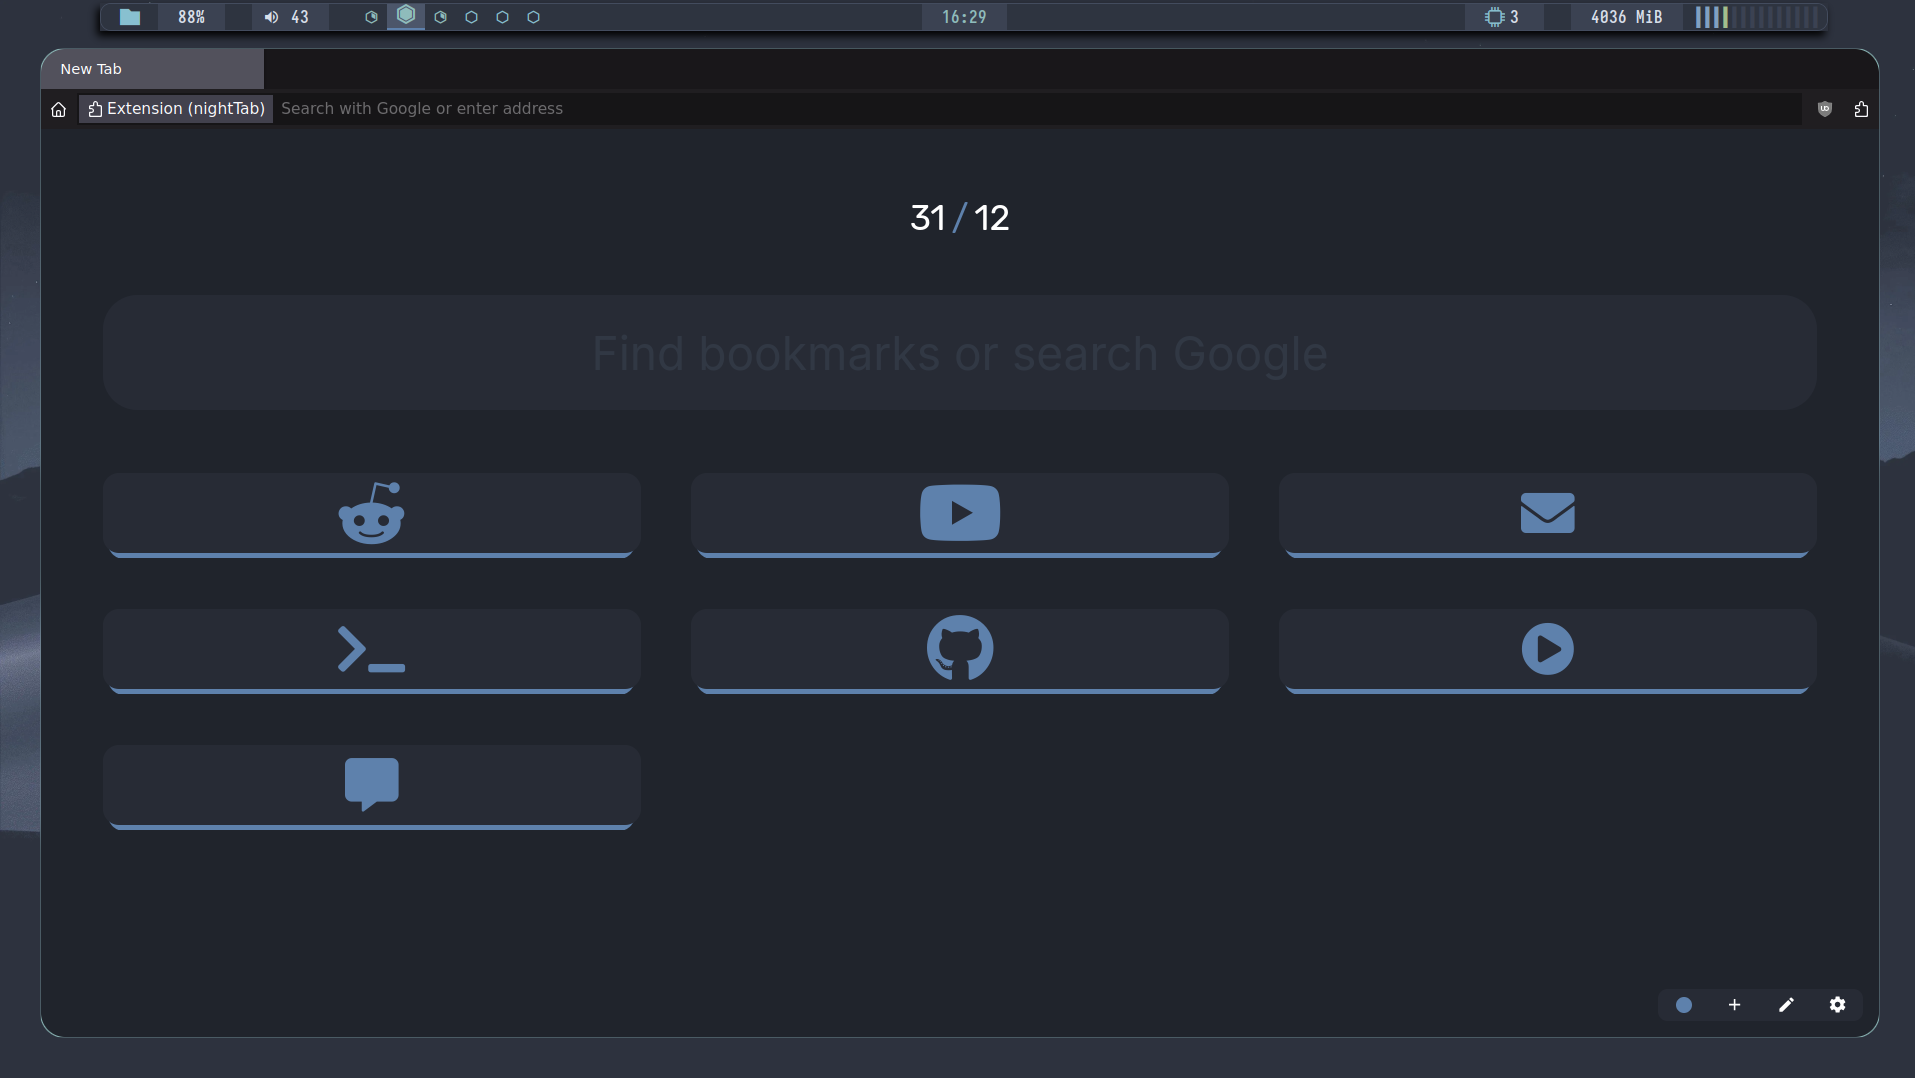 88% 43 16:29 3 4036 MiB
New Tab
Extension (nightTab) Search with Google or enter address
31 / 12
Find bookmarks or search Google